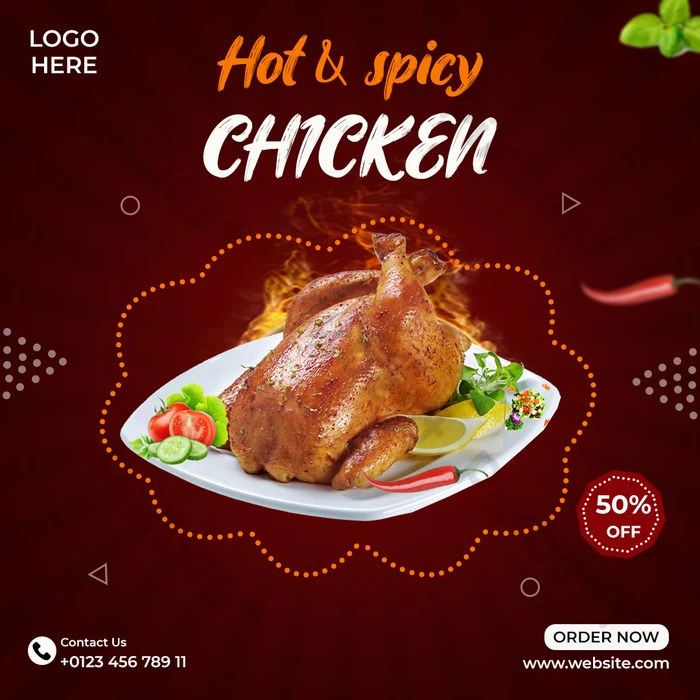 LOGO
HERE
Hot & spicy
CHICKEN
50%
OFF
Contact Us
+0123 456 789 11
ORDER NOW
www.website.com